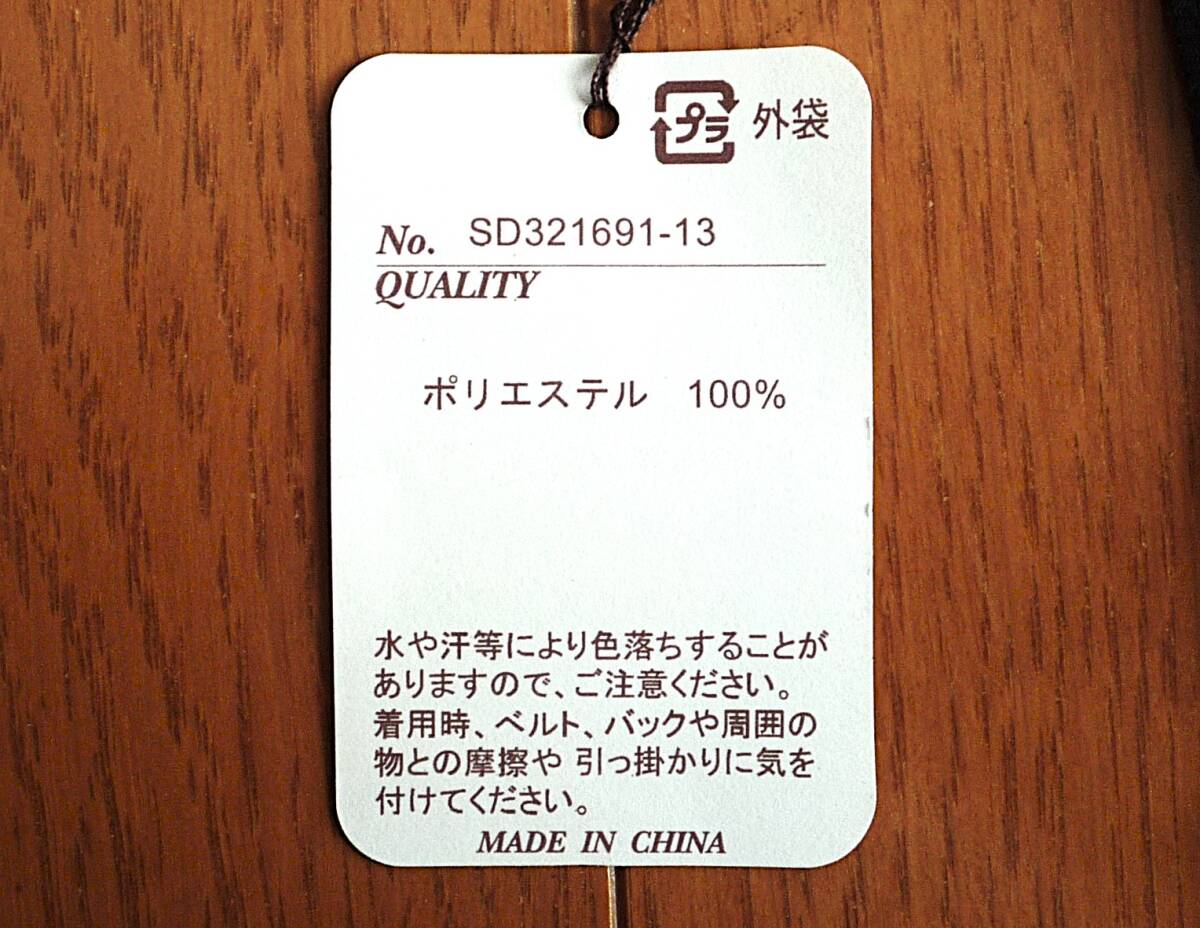 プラ 外袋
No. SD321691-13
QUALITY
ポリエステル 100%
水や汗等により色落ちすることが
ありますので、ご注意ください。
着用時、ベルト、バックや周囲の
物との摩擦や 引っ掛かりに気を
付けてください。
MADE IN CHINA